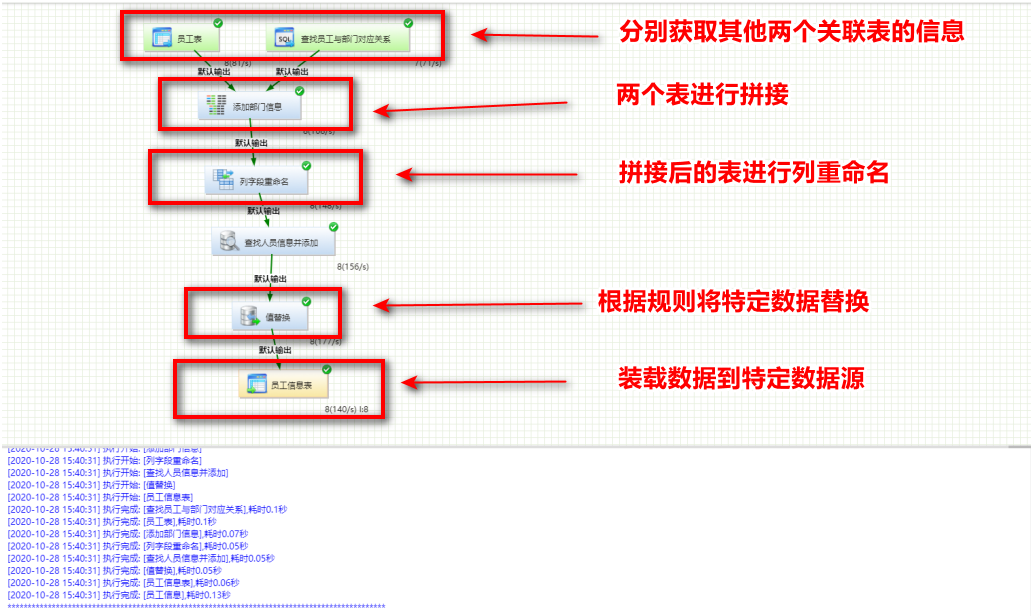 员工表
SQL 查找员工与部门对应关系
分别获取其他两个关联表的信息
8(81/s)
7(71/s)
默认输出
默认输出
添加部门信息
两个表进行拼接
默认输出
列字段重命名
拼接后的表进行列重命名
8(148/s)
默认输出
查找人员信息并添加
8(156/s)
默认输出
值替换
根据规则将特定数据替换
8(177/s)
默认输出
员工信息表
装载数据到特定数据源
8(140/s) I:8
[2020-10-28 15:40:31] 执行开始: [添加部门信息]
[2020-10-28 15:40:31] 执行开始: [列字段重命名]
[2020-10-28 15:40:31] 执行开始: [查找人员信息并添加]
[2020-10-28 15:40:31] 执行开始: [值替换]
[2020-10-28 15:40:31] 执行开始: [员工信息表]
[2020-10-28 15:40:31] 执行完成: [查找员工与部门对应关系],耗时0.1秒
[2020-10-28 15:40:31] 执行完成: [员工表],耗时0.1秒
[2020-10-28 15:40:31] 执行完成: [添加部门信息],耗时0.07秒
[2020-10-28 15:40:31] 执行完成: [列字段重命名],耗时0.05秒
[2020-10-28 15:40:31] 执行完成: [查找人员信息并添加],耗时0.05秒
[2020-10-28 15:40:31] 执行完成: [值替换],耗时0.05秒
[2020-10-28 15:40:31] 执行完成: [员工信息表],耗时0.06秒
[2020-10-28 15:40:31] 执行完成: [员工信息],耗时0.13秒